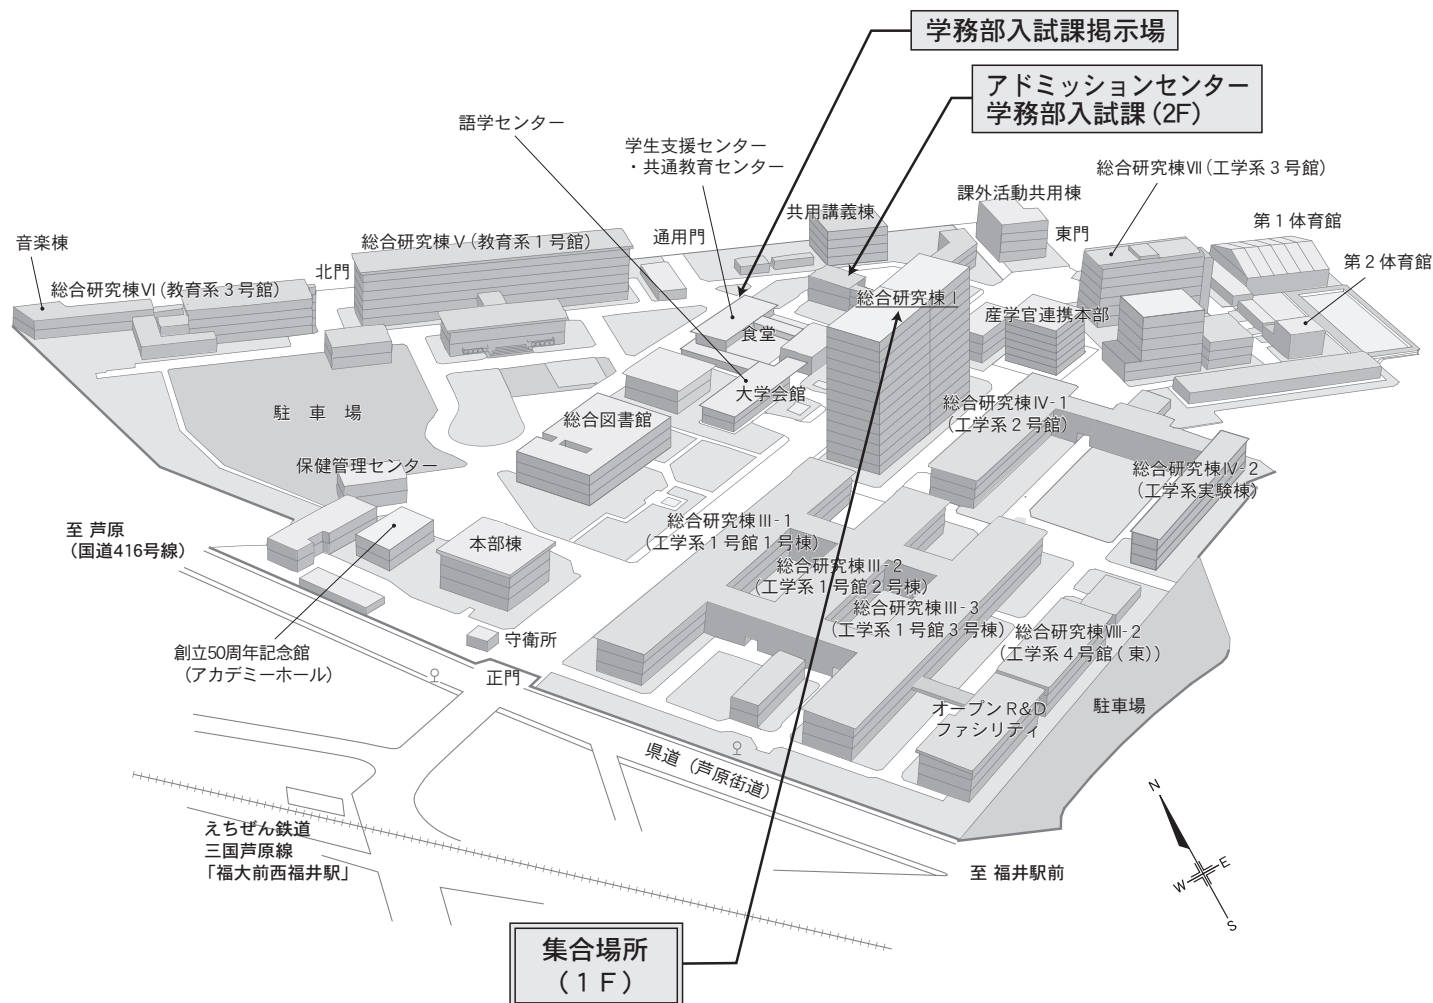 学務部入試課掲示場
アドミッションセンター
学務部入試課(2F)
語学センター
学生支援センター
・共通教育センター
総合研究棟Ⅶ(工学系3号館)
課外活動共用棟
共用講義棟
第1体育館
音楽棟
総合研究棟Ⅴ(教育系1号館)
通用門
東門
北門
第2体育館
総合研究棟Ⅵ(教育系3号館)
総合研究棟Ⅰ
産学官連携本部
食堂
大学会館
駐 車 場
総合図書館
総合研究棟Ⅳ-1
(工学系2号館)
保健管理センター
総合研究棟Ⅳ-2
(工学系実験棟)
至 芦原
(国道416号線)
本部棟
総合研究棟Ⅲ-1
(工学系1号館1号棟)
総合研究棟Ⅲ-2
(工学系1号館2号棟)
総合研究棟Ⅲ-3
(工学系1号館3号棟)
総合研究棟Ⅷ-2
(工学系4号館(東))
守衛所
創立50周年記念館
(アカデミーホール)
正門
オープンR&D
ファシリティ
駐車場
県道(芦原街道)
えちぜん鉄道
三国芦原線
「福大前西福井駅」
至 福井駅前
N
E
W
S
集合場所
(1F)